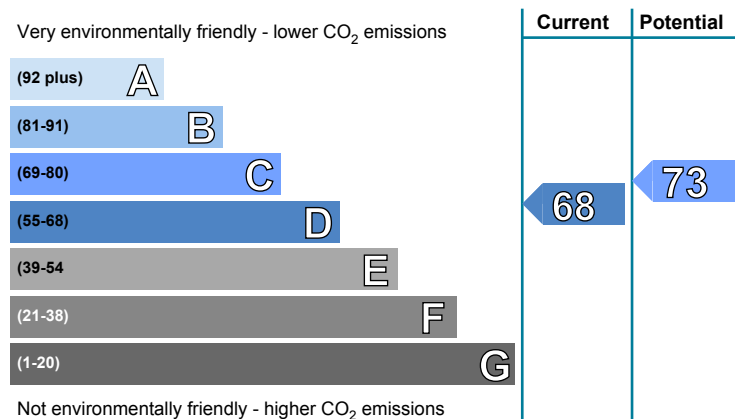 Current Potential
Very environmentally friendly - lower CO₂ emissions
(92 plus) A
(81-91) B
(69-80) C
(55-68) D
(39-54 E
(21-38) F
(1-20) G
68
73
Not environmentally friendly - higher CO₂ emissions